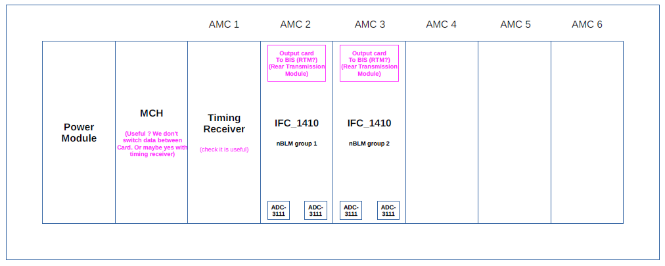 AMC 1
AMC 2
AMC 3
AMC 4
AMC 5
AMC 6
Power
Module
MCH
(Useful ? We don't
switch data between
Card. Or maybe yes with
timing receiver)
Timing
Receiver
(check it is useful)
Output card
To BIS (RTM?)
(Rear Transmission
Module)
IFC_1410
nBLM group 1
ADC-
3111
ADC-
3111
Output card
To BIS (RTM?)
(Rear Transmission
Module)
IFC_1410
nBLM group 2
ADC-
3111
ADC-
3111